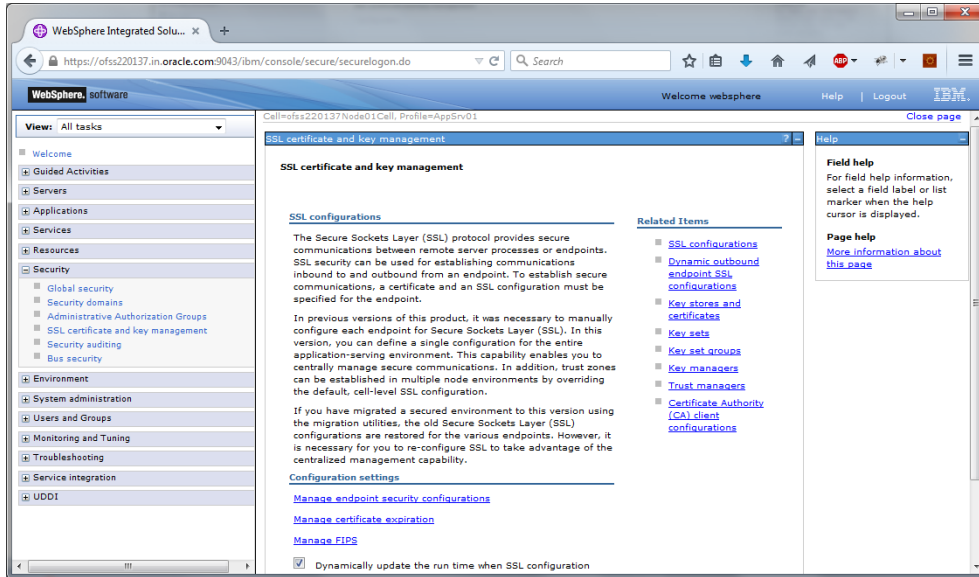 WebSphere Integrated Solu... × +
https://ofss220137.in.oracle.com:9043/ibm/console/secure/securelogon.do
Search
ABP
WebSphere. software
Welcome websphere
Help | Logout
IBM.
View: All tasks
Welcome
Guided Activities
Servers
Applications
Services
Resources
Security
Global security
Security domains
Administrative Authorization Groups
SSL certificate and key management
Security auditing
Bus security
Environment
System administration
Users and Groups
Monitoring and Tuning
Troubleshooting
Service integration
UDDI
Cell=ofss220137Node01Cell, Profile=AppSrv01
Close page
SSL certificate and key management
? -
SSL certificate and key management
SSL configurations
The Secure Sockets Layer (SSL) protocol provides secure
communications between remote server processes or endpoints.
SSL security can be used for establishing communications
inbound to and outbound from an endpoint. To establish secure
communications, a certificate and an SSL configuration must be
specified for the endpoint.
In previous versions of this product, it was necessary to manually
configure each endpoint for Secure Sockets Layer (SSL). In this
version, you can define a single configuration for the entire
application-serving environment. This capability enables you to
centrally manage secure communications. In addition, trust zones
can be established in multiple node environments by overriding
the default, cell-level SSL configuration.
If you have migrated a secured environment to this version using
the migration utilities, the old Secure Sockets Layer (SSL)
configurations are restored for the various endpoints. However, it
is necessary for you to re-configure SSL to take advantage of the
centralized management capability.
Configuration settings
Manage endpoint security configurations
Manage certificate expiration
Manage FIPS
Dynamically update the run time when SSL configuration
Related Items
SSL configurations
Dynamic outbound
endpoint SSL
configurations
Key stores and
certificates
Key sets
Key set groups
Key managers
Trust managers
Certificate Authority
(CA) client
configurations
Help
Field help
For field help information,
select a field label or list
marker when the help
cursor is displayed.
Page help
More information about
this page